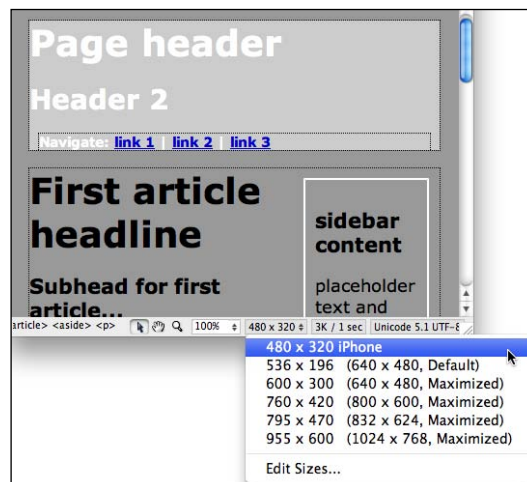 Page header
Header 2
Navigate: link 1 | link 2 | link 3
First article
headline
Subhead for first
article...
sidebar
content
placeholder
text and
article> <aside> <p> 100% 480 x 320 3K / 1 sec Unicode 5.1 UTF-8
480 x 320 iPhone
536 x 196 (640 x 480, Default)
600 x 300 (640 x 480, Maximized)
760 x 420 (800 x 600, Maximized)
795 x 470 (832 x 624, Maximized)
955 x 600 (1024 x 768, Maximized)
Edit Sizes...